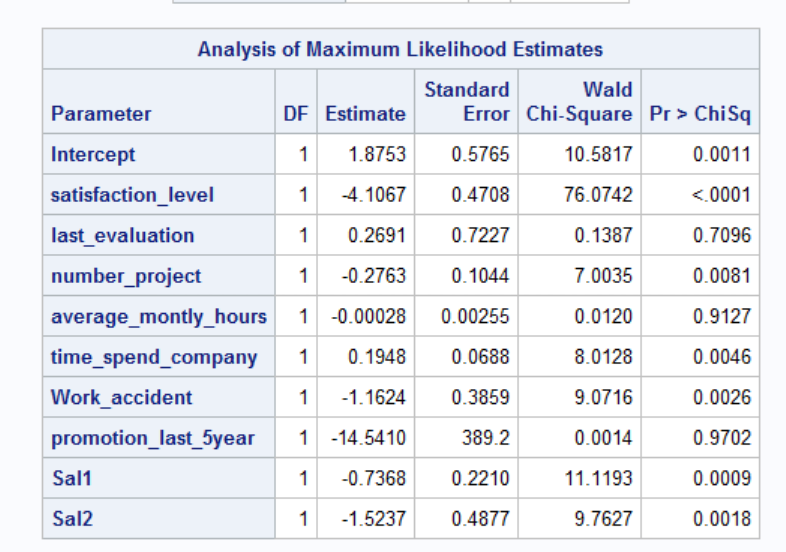 Analysis of Maximum Likelihood Estimates
Parameter DF Estimate Standard Error Wald Chi-Square Pr > ChiSq
Intercept 1 1.8753 0.5765 10.5817 0.0011
satisfaction_level 1 -4.1067 0.4708 76.0742 <.0001
last_evaluation 1 0.2691 0.7227 0.1387 0.7096
number_project 1 -0.2763 0.1044 7.0035 0.0081
average_montly_hours 1 -0.00028 0.00255 0.0120 0.9127
time_spend_company 1 0.1948 0.0688 8.0128 0.0046
Work_accident 1 -1.1624 0.3859 9.0716 0.0026
promotion_last_5year 1 -14.5410 389.2 0.0014 0.9702
Sal1 1 -0.7368 0.2210 11.1193 0.0009
Sal2 1 -1.5237 0.4877 9.7627 0.0018